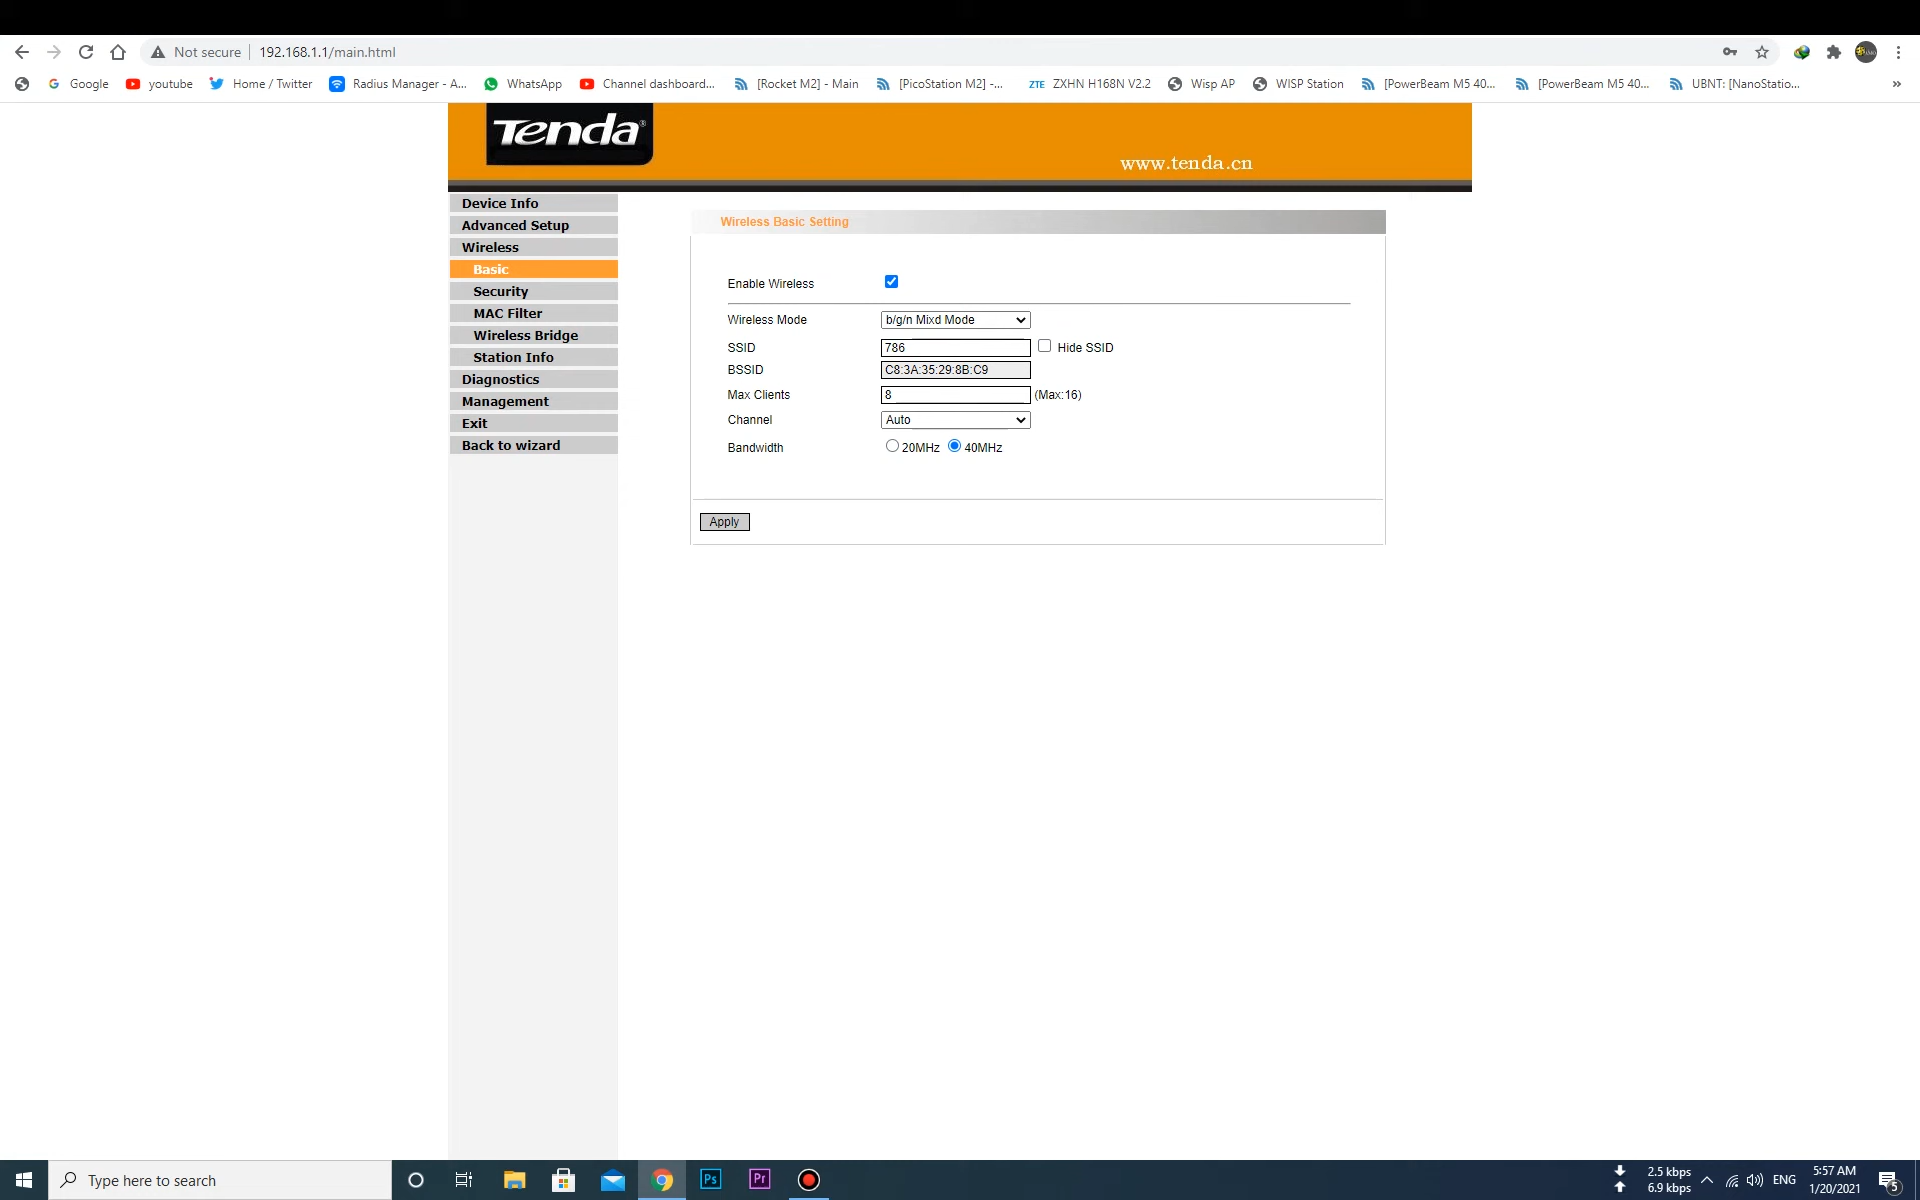 Not secure | 192.168.1.1/main.html
Google youtube Home / Twitter Radius Manager - A... WhatsApp Channel dashboard... [Rocket M2] - Main [PicoStation M2] -... ZTE ZXHN H168N V2.2 Wisp AP WISP Station [PowerBeam M5 40... [PowerBeam M5 40... UBNT: [NanoStatio... »
Tenda®
www.tenda.cn
Device Info
Advanced Setup
Wireless
Basic
Security
MAC Filter
Wireless Bridge
Station Info
Diagnostics
Management
Exit
Back to wizard
Wireless Basic Setting
Enable Wireless
Wireless Mode b/g/n Mixd Mode
SSID 786 Hide SSID
BSSID C8:3A:35:29:8B:C9
Max Clients 8 (Max:16)
Channel Auto
Bandwidth 20MHz 40MHz
Apply
Type here to search
Ps Pr
2.5 kbps
6.9 kbps
ENG
5:57 AM
1/20/2021
5